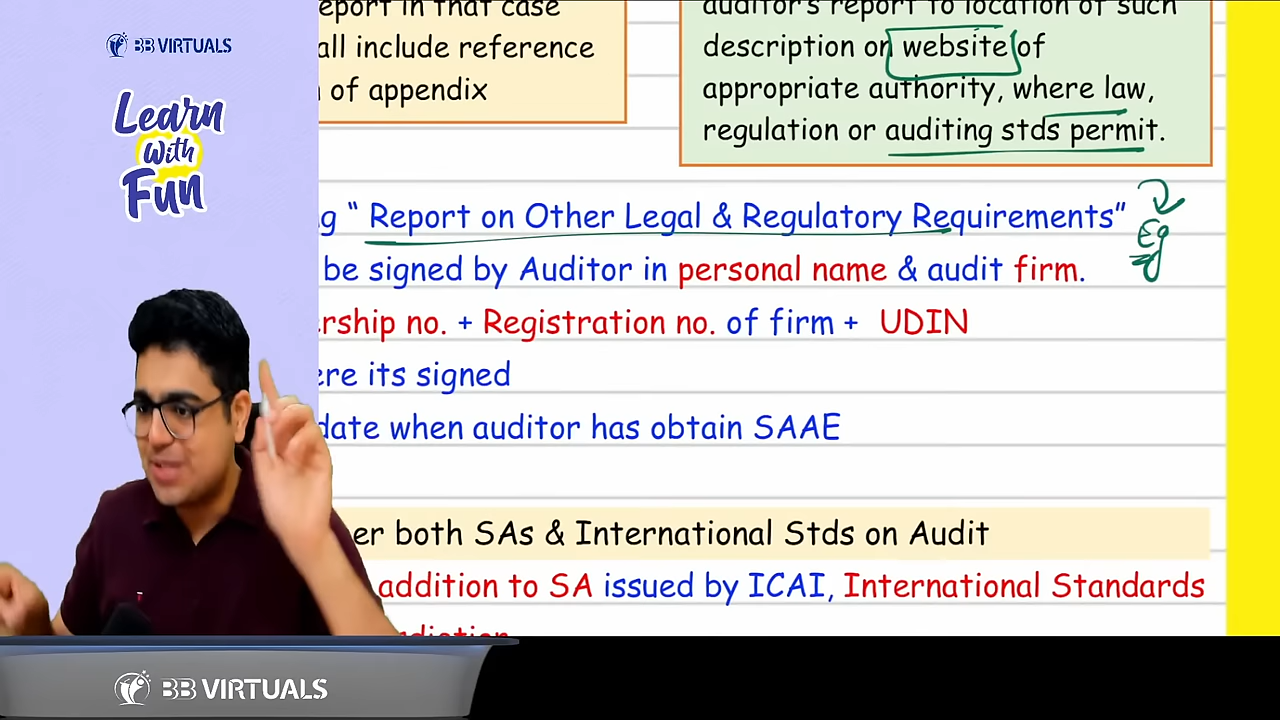 BB VIRTUALS
Learn
With
Fun
eport in that case
all include reference
of appendix
auditor's report to location of such
description on website of
appropriate authority, where law,
regulation or auditing stds permit.
Eg
g " Report on Other Legal & Regulatory Requirements"
be signed by Auditor in personal name & audit firm.
ership no. + Registration no. of firm + UDIN
ere its signed
date when auditor has obtain SAAE
er both SAs & International Stds on Audit
addition to SA issued by ICAI, International Standards
BB VIRTUALS